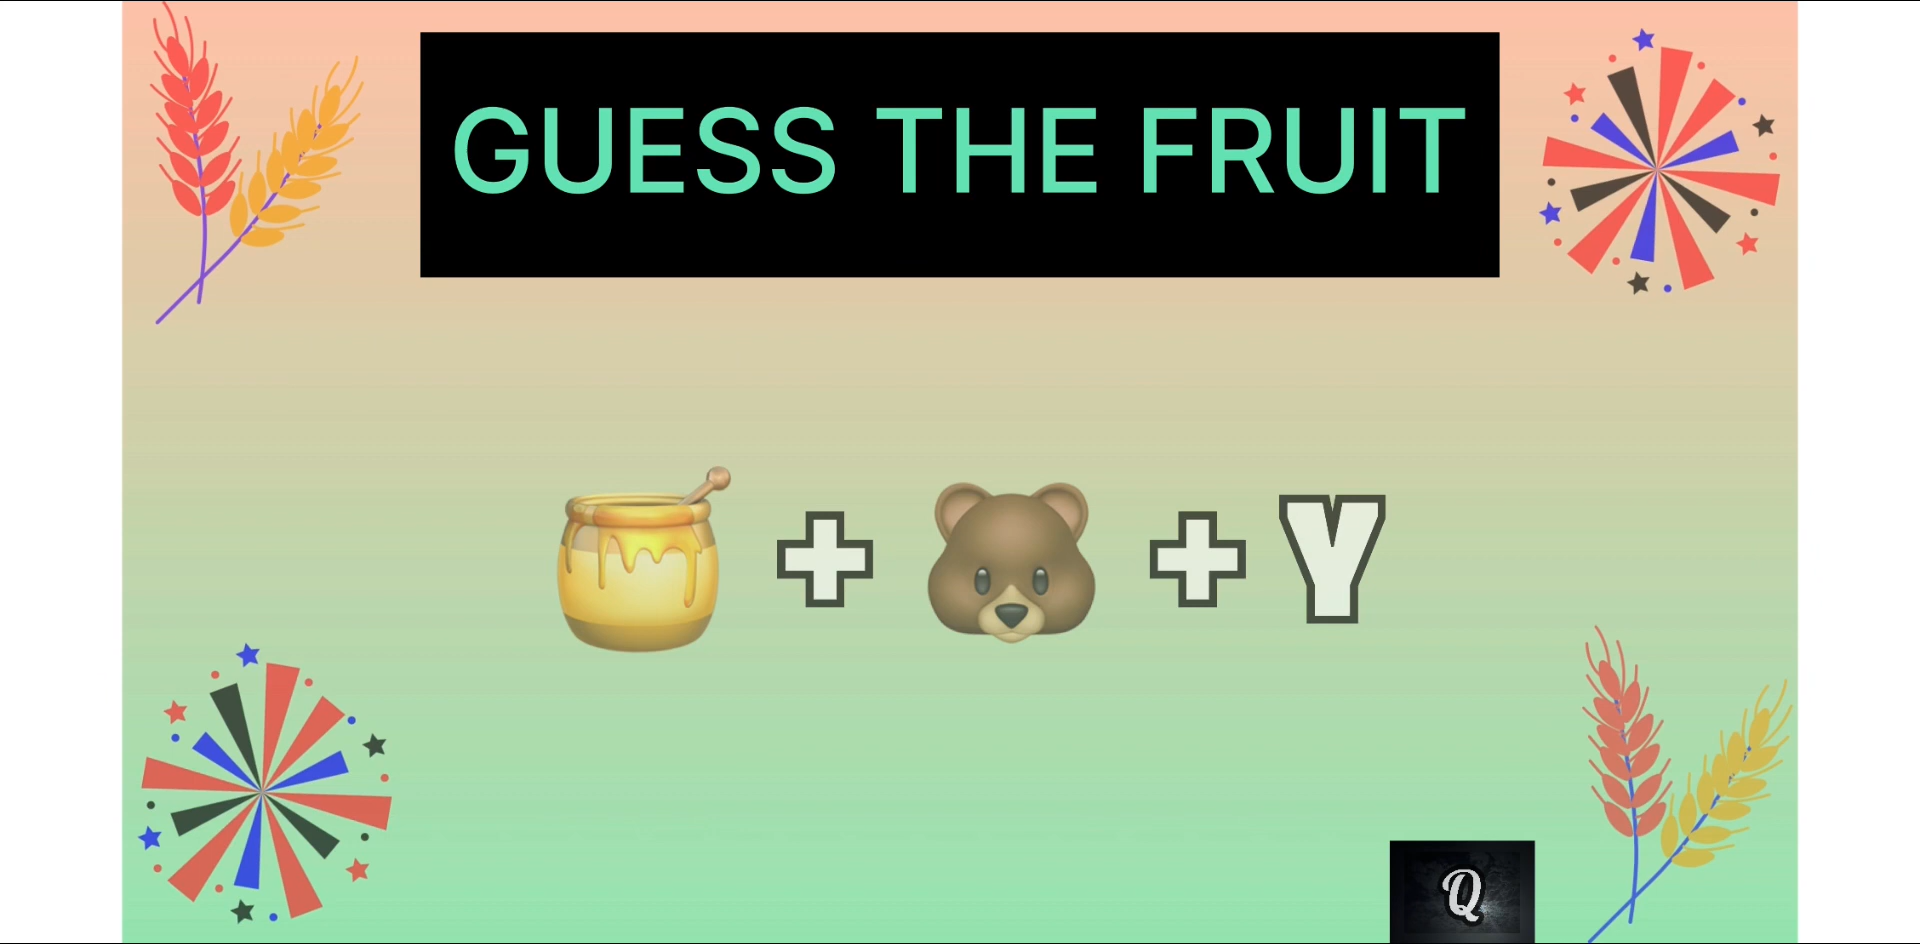 GUESS THE FRUIT
🍯 + 🐻 + Y
Q